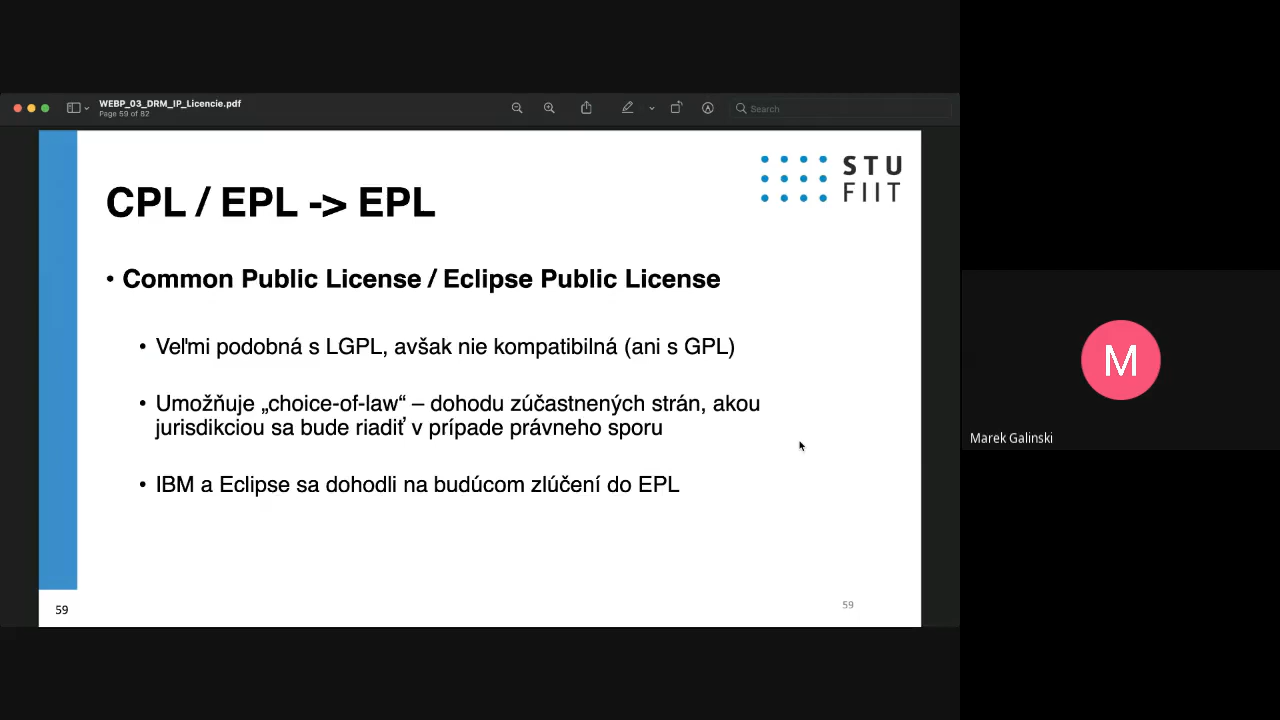 WEBP_03_DRM_IP_Licencie.pdf
Page 59 of 82
Search
STU
FIIT
CPL / EPL -> EPL
• Common Public License / Eclipse Public License
• Veľmi podobná s LGPL, avšak nie kompatibilná (ani s GPL)
• Umožňuje „choice-of-law“ – dohodu zúčastnených strán, akou
jurisdikciou sa bude riadiť v prípade právneho sporu
• IBM a Eclipse sa dohodli na budúcom zlúčení do EPL
59
59
M
Marek Galinski